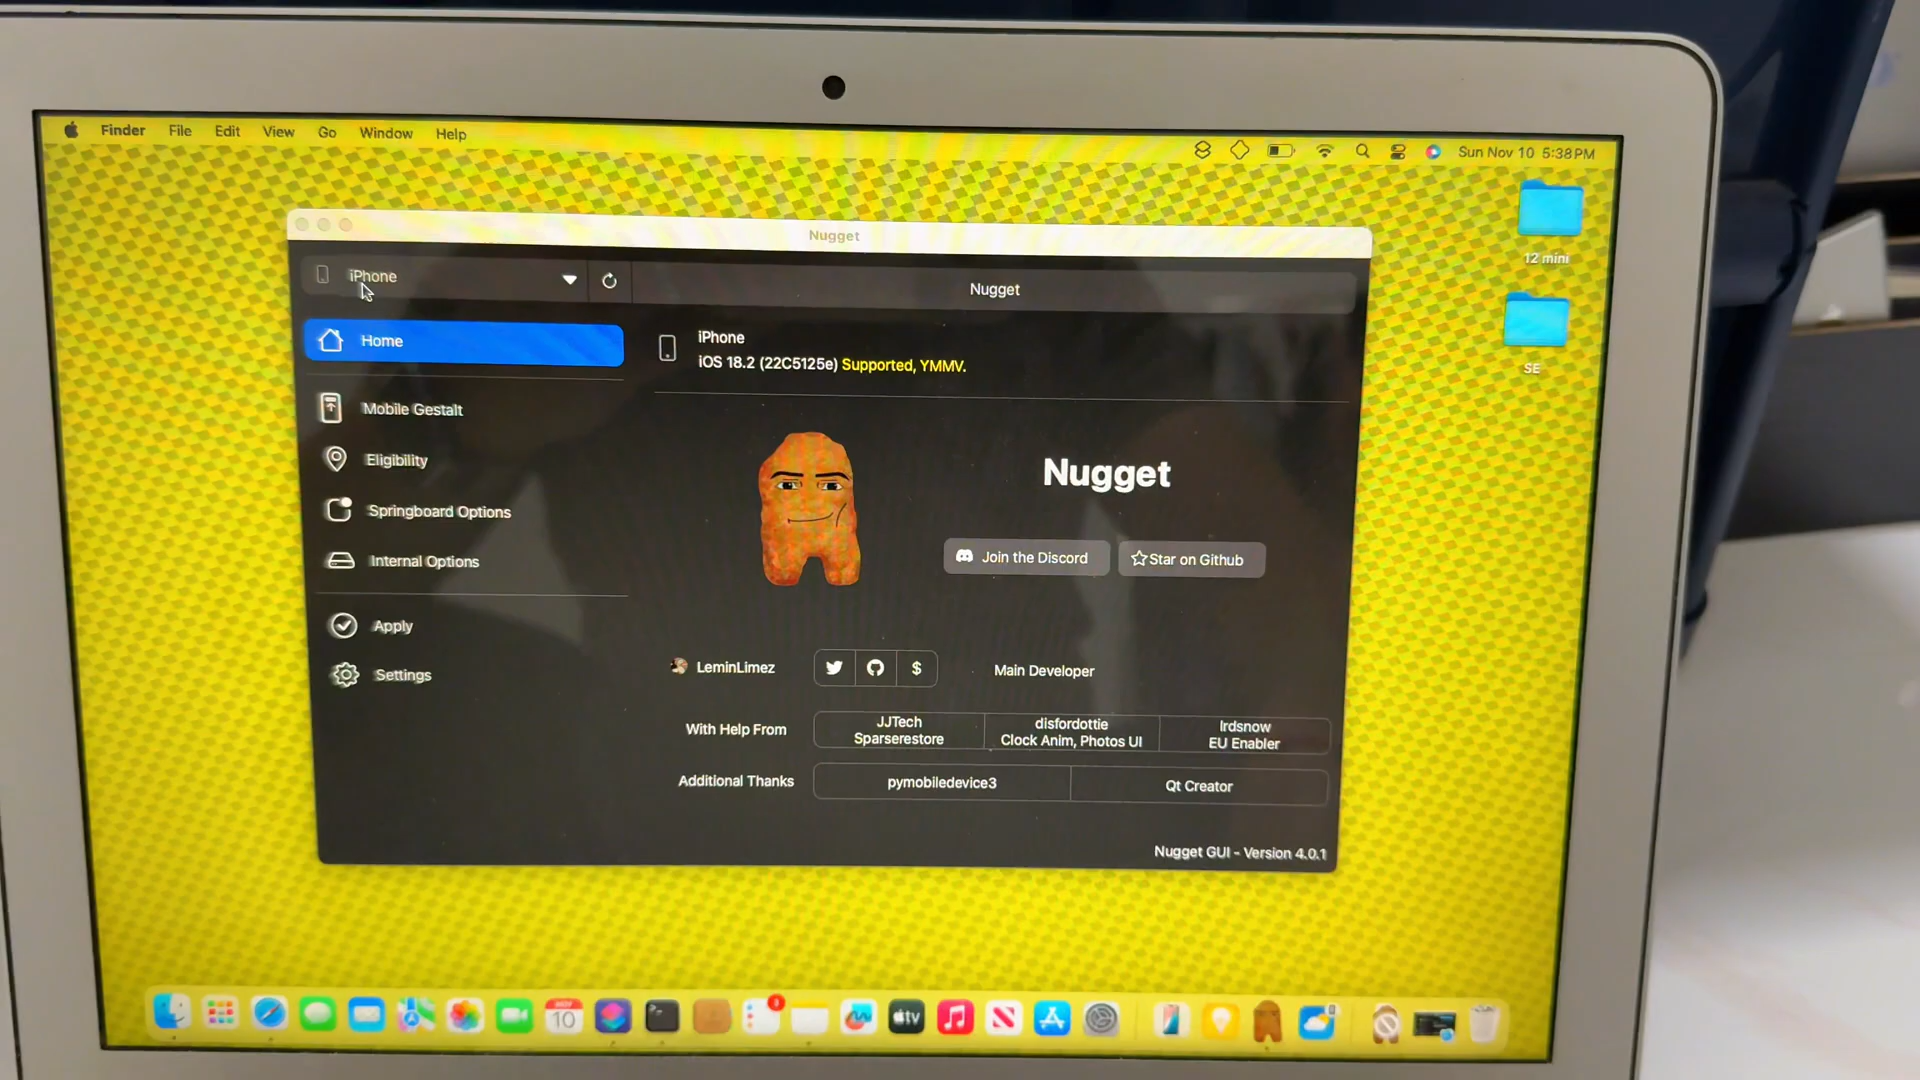 Finder File Edit View Go Window Help
Sun Nov 10 5:38 PM
12 mini
SE
Nugget
iPhone
Nugget
Home
Mobile Gestalt
Eligibility
Springboard Options
Internal Options
Apply
Settings
iPhone
iOS 18.2 (22C5125e) Supported, YMMV.
Nugget
Join the Discord
Star on Github
LeminLimez
$
Main Developer
With Help From
JJTech
Sparserestore
disfordottie
Clock Anim, Photos UI
lrdsnow
EU Enabler
Additional Thanks
pymobiledevice3
Qt Creator
Nugget GUI - Version 4.0.1
NOV
10
tv